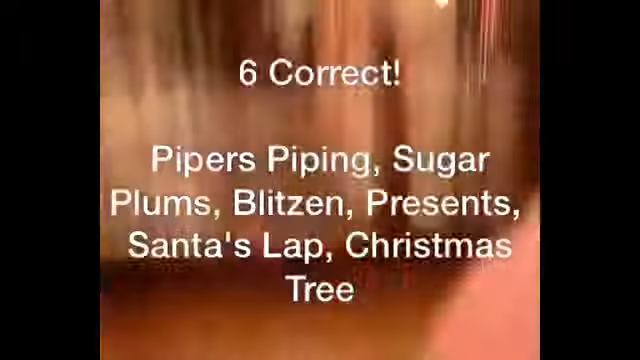 6 Correct!
Pipers Piping, Sugar
Plums, Blitzen, Presents,
Santa's Lap, Christmas
Tree